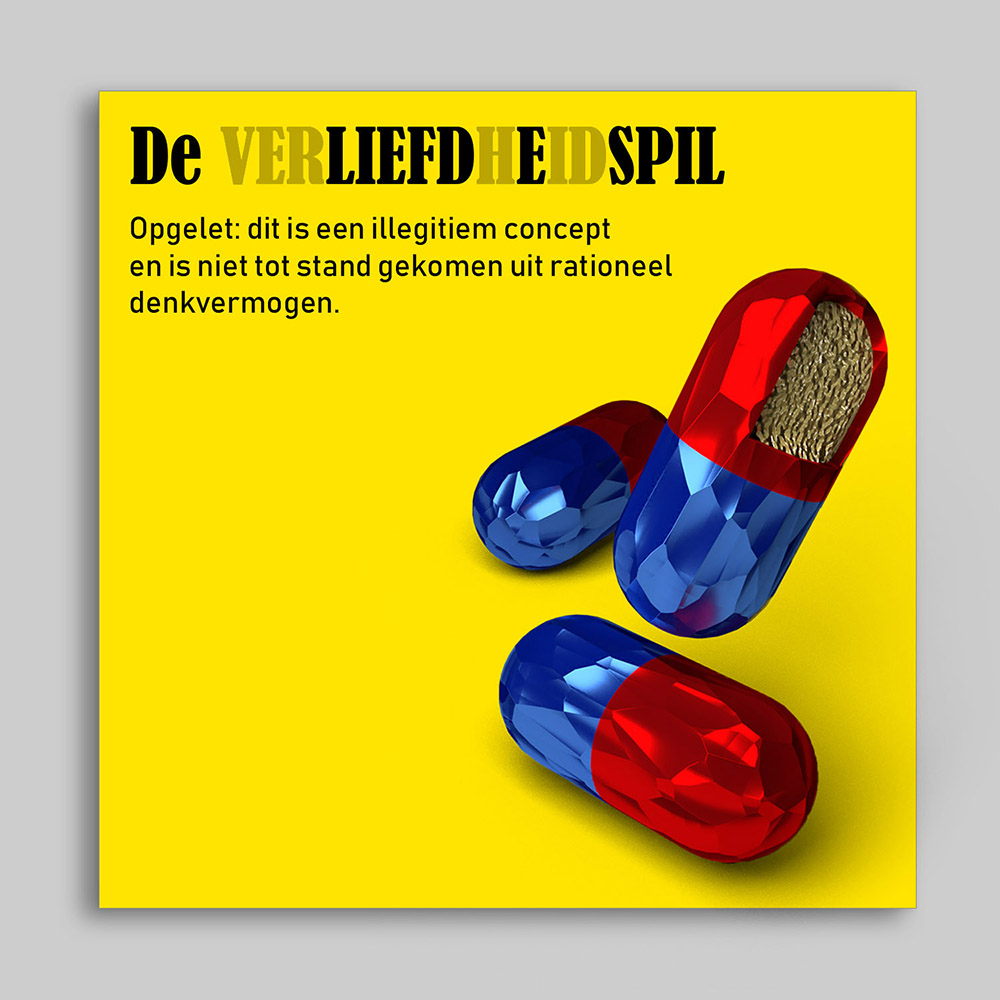 De VERLIEFDHEIDSPIL
Opgelet: dit is een illegitiem concept
en is niet tot stand gekomen uit rationeel
denkvermogen.